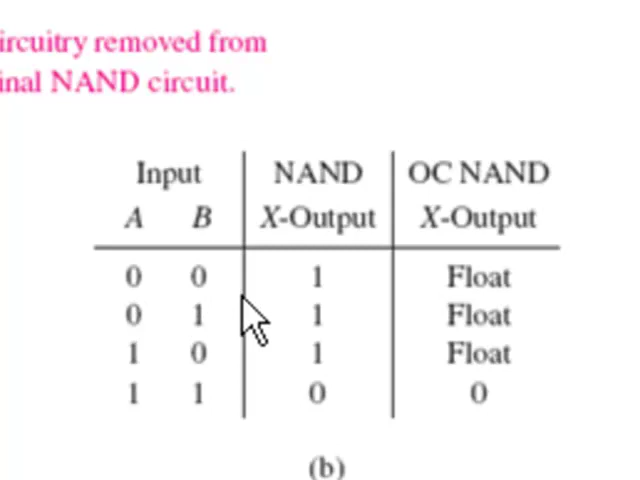 ircuitry removed from
inal NAND circuit.
Input NAND OC NAND
A B X-Output X-Output
0 0 1 Float
0 1 1 Float
1 0 1 Float
1 1 0 0
(b)